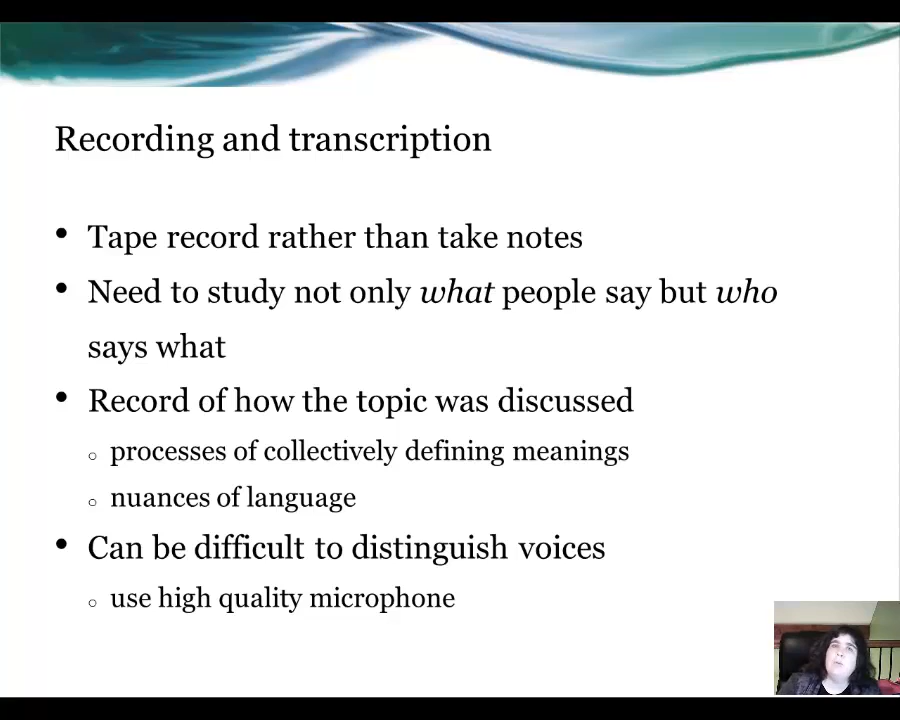 Recording and transcription
• Tape record rather than take notes
• Need to study not only what people say but who
says what
• Record of how the topic was discussed
○ processes of collectively defining meanings
○ nuances of language
• Can be difficult to distinguish voices
○ use high quality microphone